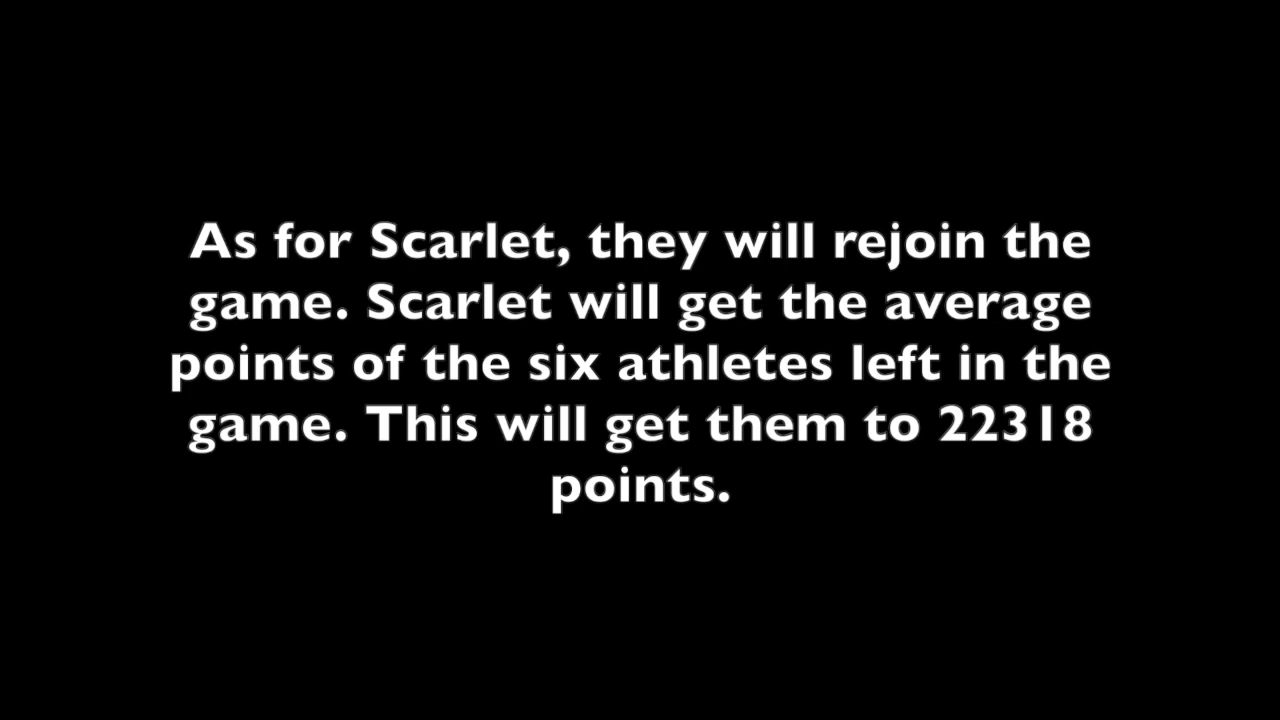 As for Scarlet, they will rejoin the
game. Scarlet will get the average
points of the six athletes left in the
game. This will get them to 22318
points.